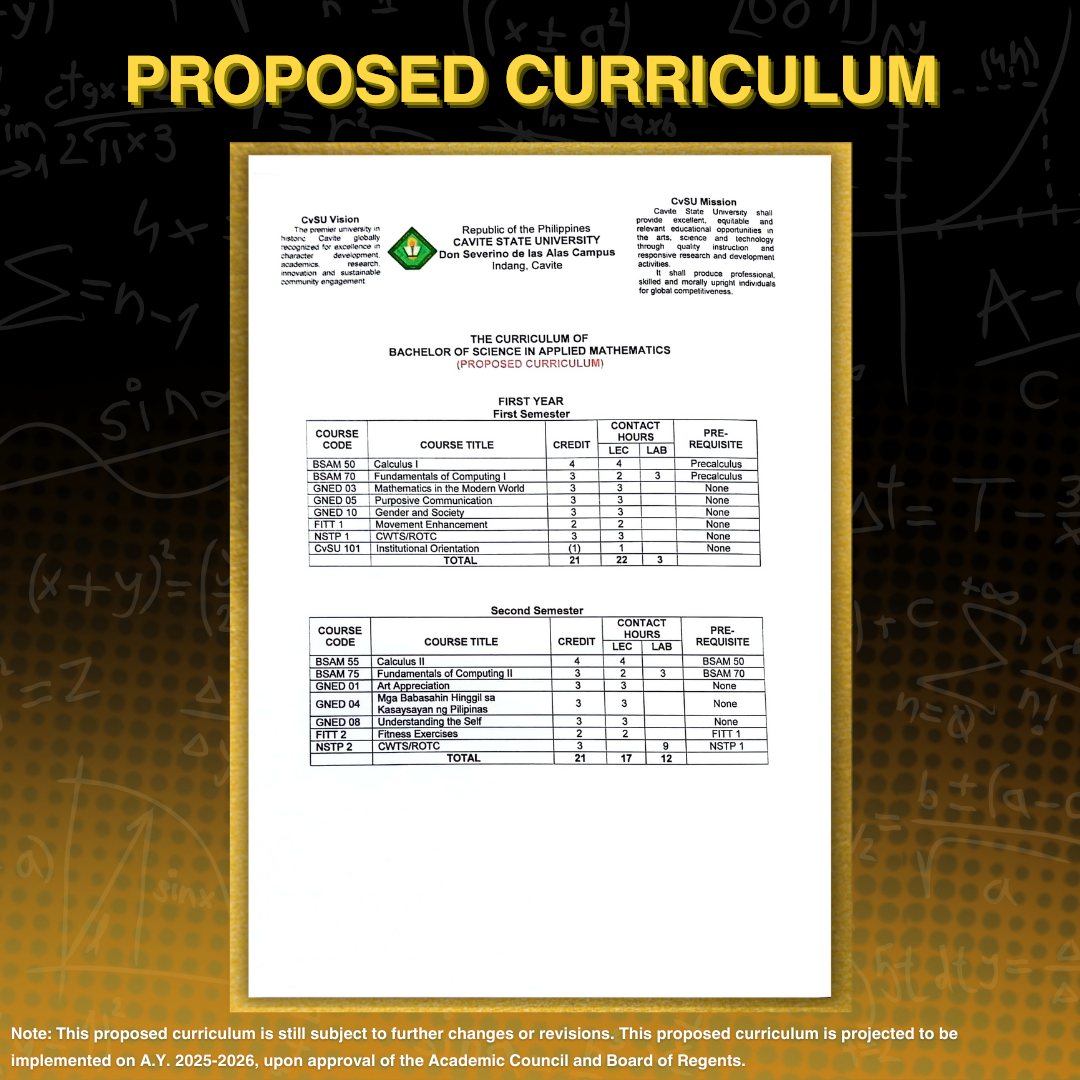 PROPOSED CURRICULUM
CvSU Vision
The premier university in
historic Cavite globally
recognized for excellence in
character development,
academics, research,
innovation and sustainable
community engagement.
Republic of the Philippines
CAVITE STATE UNIVERSITY
Don Severino de las Alas Campus
Indang, Cavite
CvSU Mission
Cavite State University shall
provide excellent, equitable and
relevant educational opportunities in
the arts, science and technology
through quality instruction and
responsive research and development
activities.
It shall produce professional,
skilled and morally upright individuals
for global competitiveness.
THE CURRICULUM OF
BACHELOR OF SCIENCE IN APPLIED MATHEMATICS
(PROPOSED CURRICULUM)
FIRST YEAR
First Semester
COURSE CODE COURSE TITLE CREDIT CONTACT HOURS PRE-REQUISITE
LEC LAB
BSAM 50 Calculus I 4 4 Precalculus
BSAM 70 Fundamentals of Computing I 3 2 3 Precalculus
GNED 03 Mathematics in the Modern World 3 3 None
GNED 05 Purposive Communication 3 3 None
GNED 10 Gender and Society 3 3 None
FITT 1 Movement Enhancement 2 2 None
NSTP 1 CWTS/ROTC 3 3 None
CvSU 101 Institutional Orientation (1) 1 None
TOTAL 21 22 3
Second Semester
COURSE CODE COURSE TITLE CREDIT CONTACT HOURS PRE-REQUISITE
LEC LAB
BSAM 55 Calculus II 4 4 BSAM 50
BSAM 75 Fundamentals of Computing II 3 2 3 BSAM 70
GNED 01 Art Appreciation 3 3 None
GNED 04 Mga Babasahin Hinggil sa Kasaysayan ng Pilipinas 3 3 None
GNED 08 Understanding the Self 3 3 None
FITT 2 Fitness Exercises 2 2 FITT 1
NSTP 2 CWTS/ROTC 3 9 NSTP 1
TOTAL 21 17 12
Note: This proposed curriculum is still subject to further changes or revisions. This proposed curriculum is projected to be
implemented on A.Y. 2025-2026, upon approval of the Academic Council and Board of Regents.